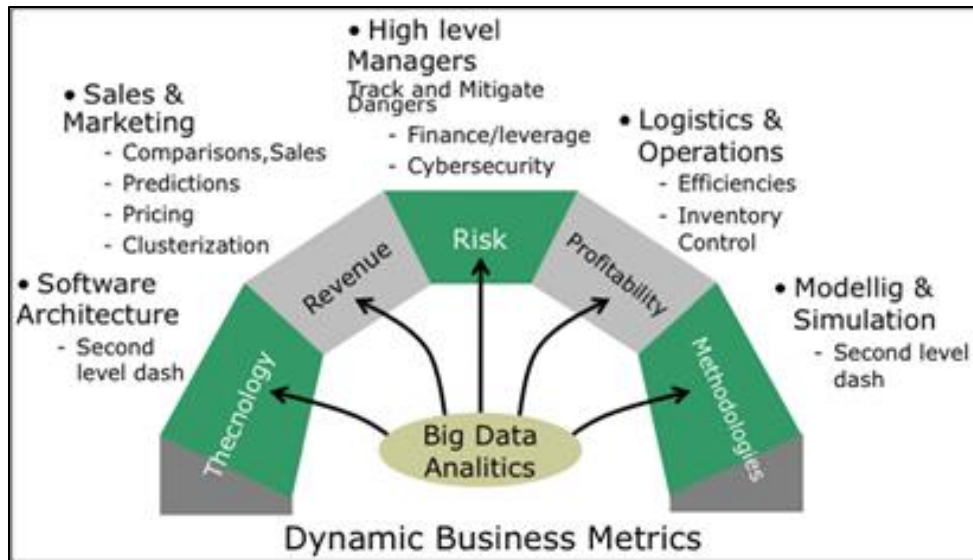 • High level
Managers
Track and Mitigate
Dangers
- Finance/leverage
- Cybersecurity
• Sales &
Marketing
- Comparisons,Sales
- Predictions
- Pricing
- Clusterization
• Logistics &
Operations
- Efficiencies
- Inventory
Control
• Software
Architecture
- Second
level dash
• Modellig &
Simulation
- Second level
dash
Thecnology
Revenue
Risk
Profitability
Methodologies
Big Data
Analitics
Dynamic Business Metrics